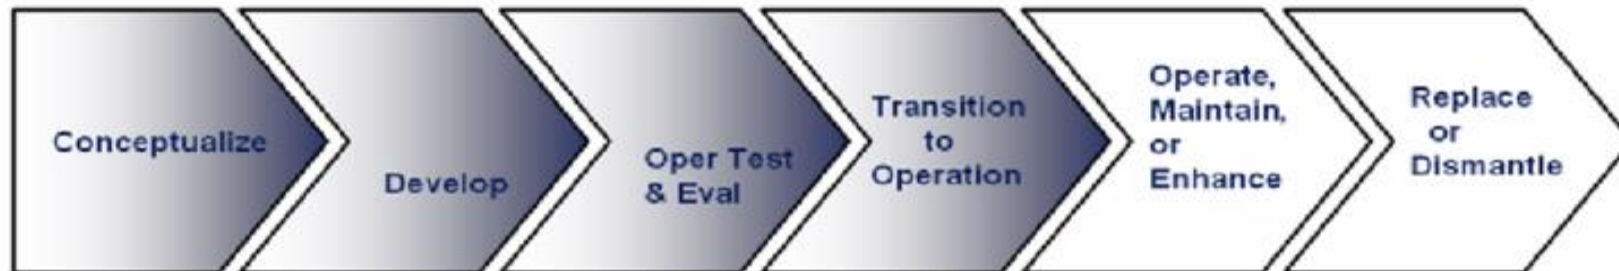 Conceptualize
Develop
Oper Test
& Eval
Transition
to
Operation
Operate,
Maintain,
or
Enhance
Replace
or
Dismantle